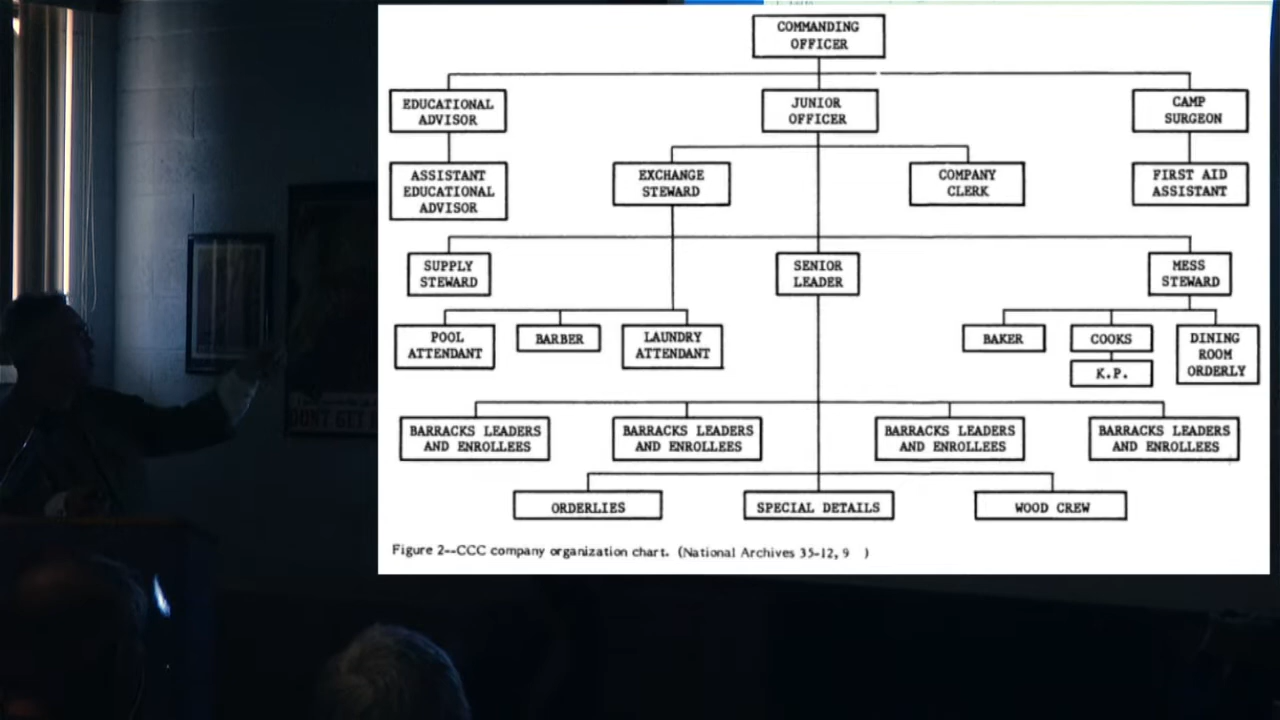 COMMANDING
OFFICER
EDUCATIONAL
ADVISOR
JUNIOR
OFFICER
CAMP
SURGEON
ASSISTANT
EDUCATIONAL
ADVISOR
EXCHANGE
STEWARD
COMPANY
CLERK
FIRST AID
ASSISTANT
SUPPLY
STEWARD
SENIOR
LEADER
MESS
STEWARD
POOL
ATTENDANT
BARBER
LAUNDRY
ATTENDANT
BAKER
COOKS
K.P.
DINING
ROOM
ORDERLY
BARRACKS LEADERS
AND ENROLLEES
BARRACKS LEADERS
AND ENROLLEES
BARRACKS LEADERS
AND ENROLLEES
BARRACKS LEADERS
AND ENROLLEES
ORDERLIES
SPECIAL DETAILS
WOOD CREW
Figure 2--CCC company organization chart. (National Archives 35-12, 9 )
DON'T GET